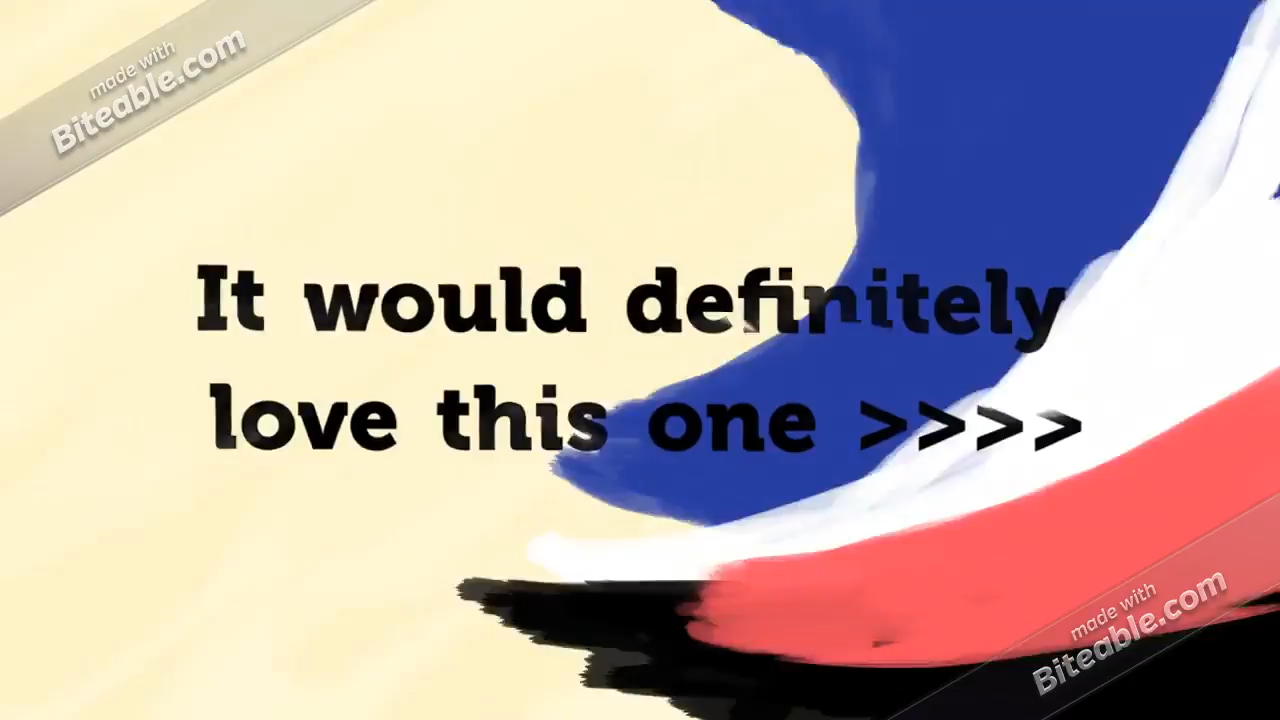 made with
Biteable.com
It would definitely
love this one >>>>
made with
Biteable.com